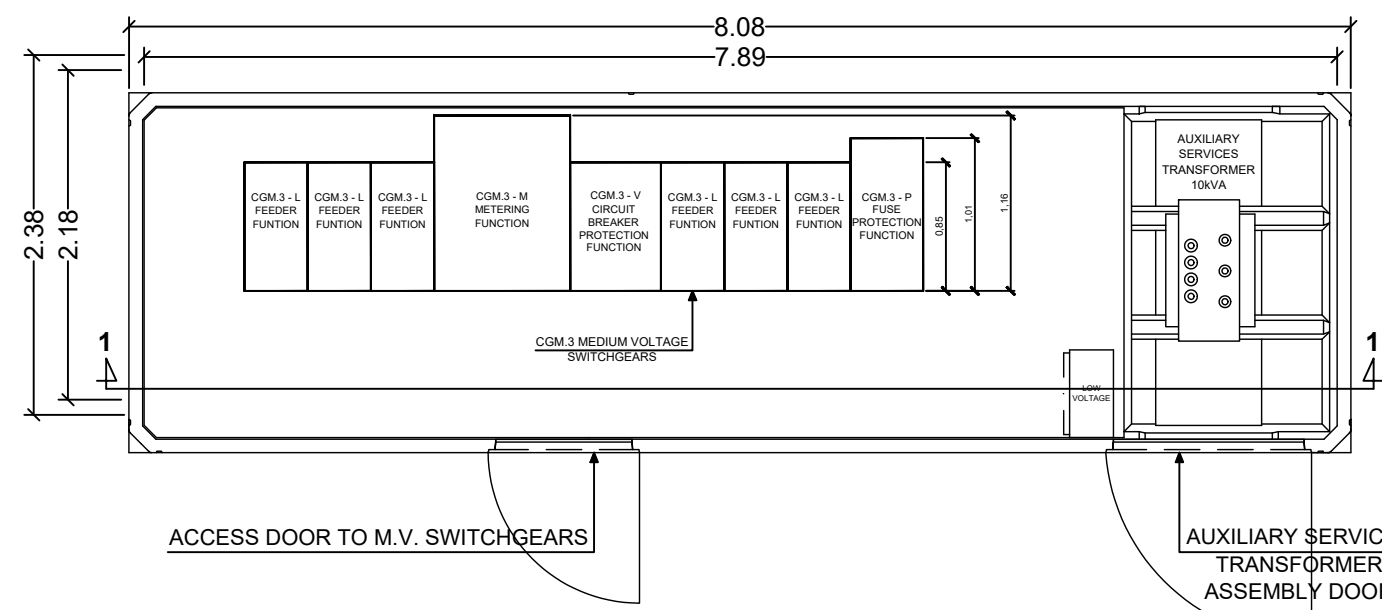 8.08
7.89
2.38
2.18
CGM.3 - L
FEEDER
FUNTION
CGM.3 - L
FEEDER
FUNTION
CGM.3 - L
FEEDER
FUNTION
CGM.3 - M
METERING
FUNCTION
CGM.3 - V
CIRCUIT
BREAKER
PROTECTION
FUNCTION
CGM.3 - L
FEEDER
FUNTION
CGM.3 - L
FEEDER
FUNTION
CGM.3 - L
FEEDER
FUNTION
CGM.3 - P
FUSE
PROTECTION
FUNCTION
0,85
1,01
1,16
AUXILIARY
SERVICES
TRANSFORMER
10kVA
1
1
CGM.3 MEDIUM VOLTAGE
SWITCHGEARS
LOW
VOLTAGE
ACCESS DOOR TO M.V. SWITCHGEARS
AUXILIARY SERVIC
TRANSFORMER
ASSEMBLY DOOR